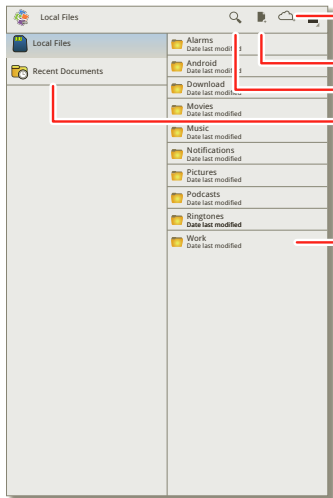 Local Files
Local Files
Recent Documents
Alarms
Date last modified
Android
Date last modified
Download
Date last modified
Movies
Date last modified
Music
Date last modified
Notifications
Date last modified
Pictures
Date last modified
Podcasts
Date last modified
Ringtones
Date last modified
Work
Date last modified